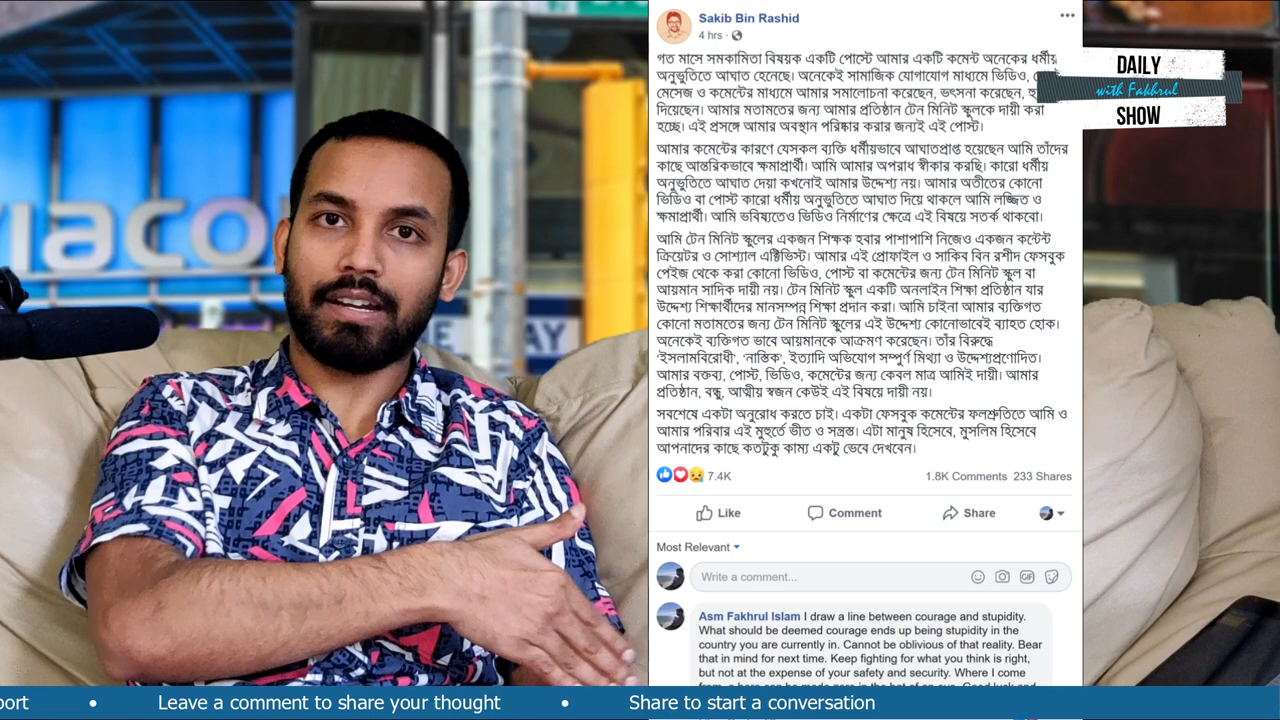 viaco
DAY
Sakib Bin Rashid
4 hrs ·
গত মাসে সমকামিতা বিষয়ক একটি পোস্টে আমার একটি কমেন্ট অনেকের ধর্মীয়
অনুভূতিতে আঘাত হেনেছে। অনেকেই সামাজিক যোগাযোগ মাধ্যমে ভিডিও,
মেসেজ ও কমেন্টের মাধ্যমে আমার সমালোচনা করেছেন, ভৎসনা করেছেন,
দিয়েছেন। আমার মতামতের জন্য আমার প্রতিষ্ঠান টেন মিনিট স্কুলকে দায়ী করা
হচ্ছে। এই প্রসঙ্গে আমার অবস্থান পরিষ্কার করার জন্যই এই পোস্ট।
আমার কমেন্টের কারণে যেসকল ব্যক্তি ধর্মীয়ভাবে আঘাতপ্রাপ্ত হয়েছেন আমি তাঁদের
কাছে আন্তরিকভাবে ক্ষমাপ্রার্থী। আমি আমার অপরাধ স্বীকার করছি। কারো ধর্মীয়
অনুভূতিতে আঘাত দেয়া কখনোই আমার উদ্দেশ্য নয়। আমার অতীতের কোনো
ভিডিও বা পোস্ট কারো ধর্মীয় অনুভূতিতে আঘাত দিয়ে থাকলে আমি লজ্জিত ও
ক্ষমাপ্রার্থী। আমি ভবিষ্যতেও ভিডিও নির্মাণের ক্ষেত্রে এই বিষয়ে সতর্ক থাকবো।
আমি টেন মিনিট স্কুলের একজন শিক্ষক হবার পাশাপাশি নিজেও একজন কন্টেন্ট
ক্রিয়েটর ও সোশ্যাল এক্টিভিস্ট। আমার এই প্রোফাইল ও সাকিব বিন রশীদ ফেসবুক
পেইজ থেকে করা কোনো ভিডিও, পোস্ট বা কমেন্টের জন্য টেন মিনিট স্কুল বা
আয়মান সাদিক দায়ী নয়। টেন মিনিট স্কুল একটি অনলাইন শিক্ষা প্রতিষ্ঠান যার
উদ্দেশ্য শিক্ষার্থীদের মানসম্পন্ন শিক্ষা প্রদান করা। আমি চাইনা আমার ব্যক্তিগত
কোনো মতামতের জন্য টেন মিনিট স্কুলের এই উদ্দেশ্য কোনোভাবেই ব্যাহত হোক।
অনেকেই ব্যক্তিগত ভাবে আয়মানকে আক্রমণ করেছেন। তাঁর বিরুদ্ধে
'ইসলামবিরোধী', 'নাস্তিক', ইত্যাদি অভিযোগ সম্পুর্ণ মিথ্যা ও উদ্দেশ্যপ্রণোদিত।
আমার বক্তব্য, পোস্ট, ভিডিও, কমেন্টের জন্য কেবল মাত্র আমিই দায়ী। আমার
প্রতিষ্ঠান, বন্ধু, আত্মীয় স্বজন কেউই এই বিষয়ে দায়ী নয়।
সবশেষে একটা অনুরোধ করতে চাই। একটা ফেসবুক কমেন্টের ফলশ্রুতিতে আমি ও
আমার পরিবার এই মুহুর্তে ভীত ও সন্ত্রস্ত। এটা মানুষ হিসেবে, মুসলিম হিসেবে
আপনাদের কাছে কতটুকু কাম্য একটু ভেবে দেখবেন।
7.4K 1.8K Comments 233 Shares
Like Comment Share
Most Relevant
Write a comment... GIF
Asm Fakhrul Islam I draw a line between courage and stupidity.
What should be deemed courage ends up being stupidity in the
country you are currently in. Cannot be oblivious of that reality. Bear
that in mind for next time. Keep fighting for what you think is right,
but not at the expense of your safety and security. Where I come
DAILY
with Fakhrul
SHOW
port • Leave a comment to share your thought • Share to start a conversation